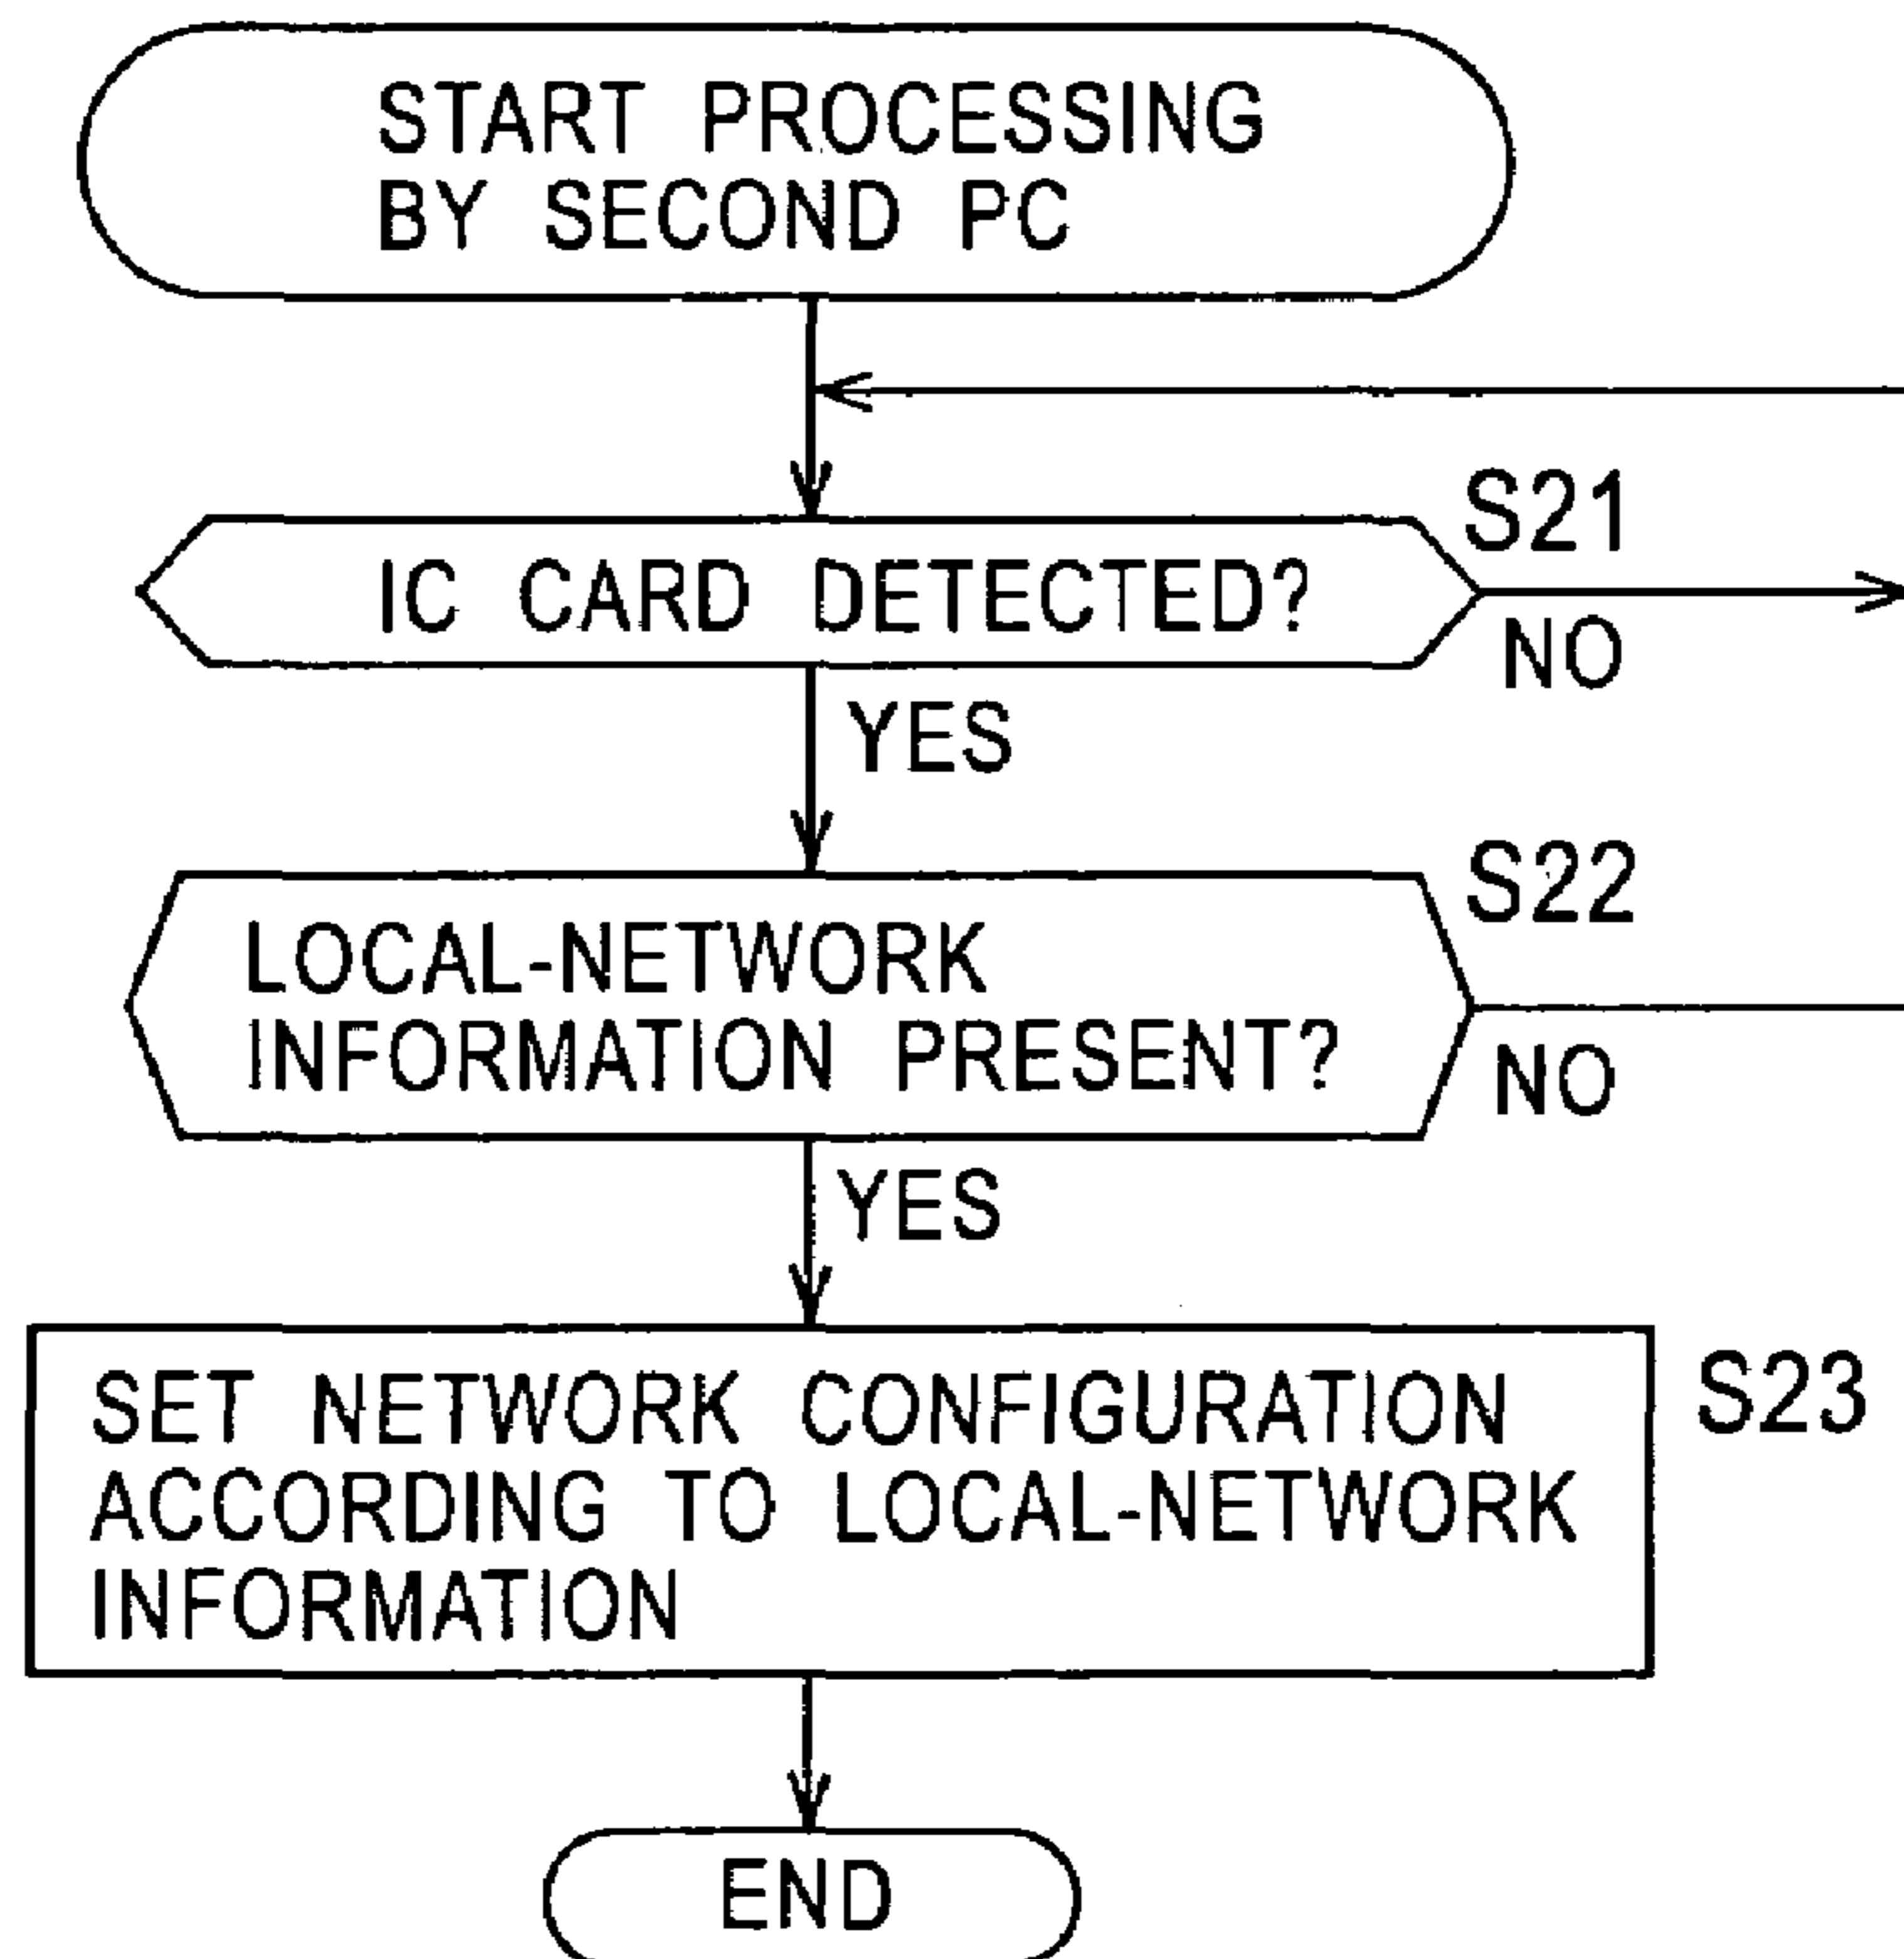 START PROCESSING
BY SECOND PC
S21
IC CARD DETECTED?
NO
YES
S22
LOCAL-NETWORK
INFORMATION PRESENT?
NO
YES
S23
SET NETWORK CONFIGURATION
ACCORDING TO LOCAL-NETWORK
INFORMATION
END